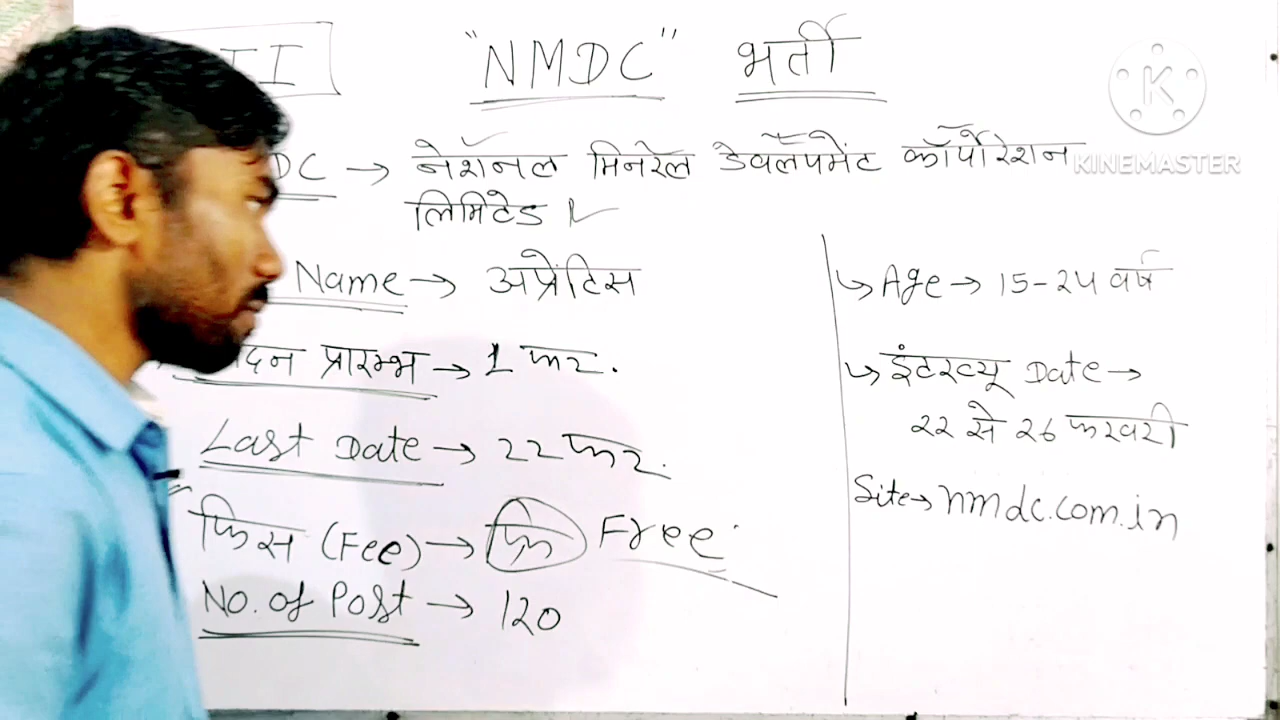 "NMDC" भर्ती
DC → नेशनल मिनरेल डेवलपमेंट कॉर्पोरेशन
लिमिटेड
Name → अप्रेंटिस
दन प्रारम्भ → 1 फर.
Last Date → 22 फर.
फिस (Fee) → फ्रि Free
No. of Post → 120
Age → 15-24 वर्ष
इंटरव्यू Date →
22 से 26 फरवरी
Site → nmdc.com.in
K
KINEMASTER